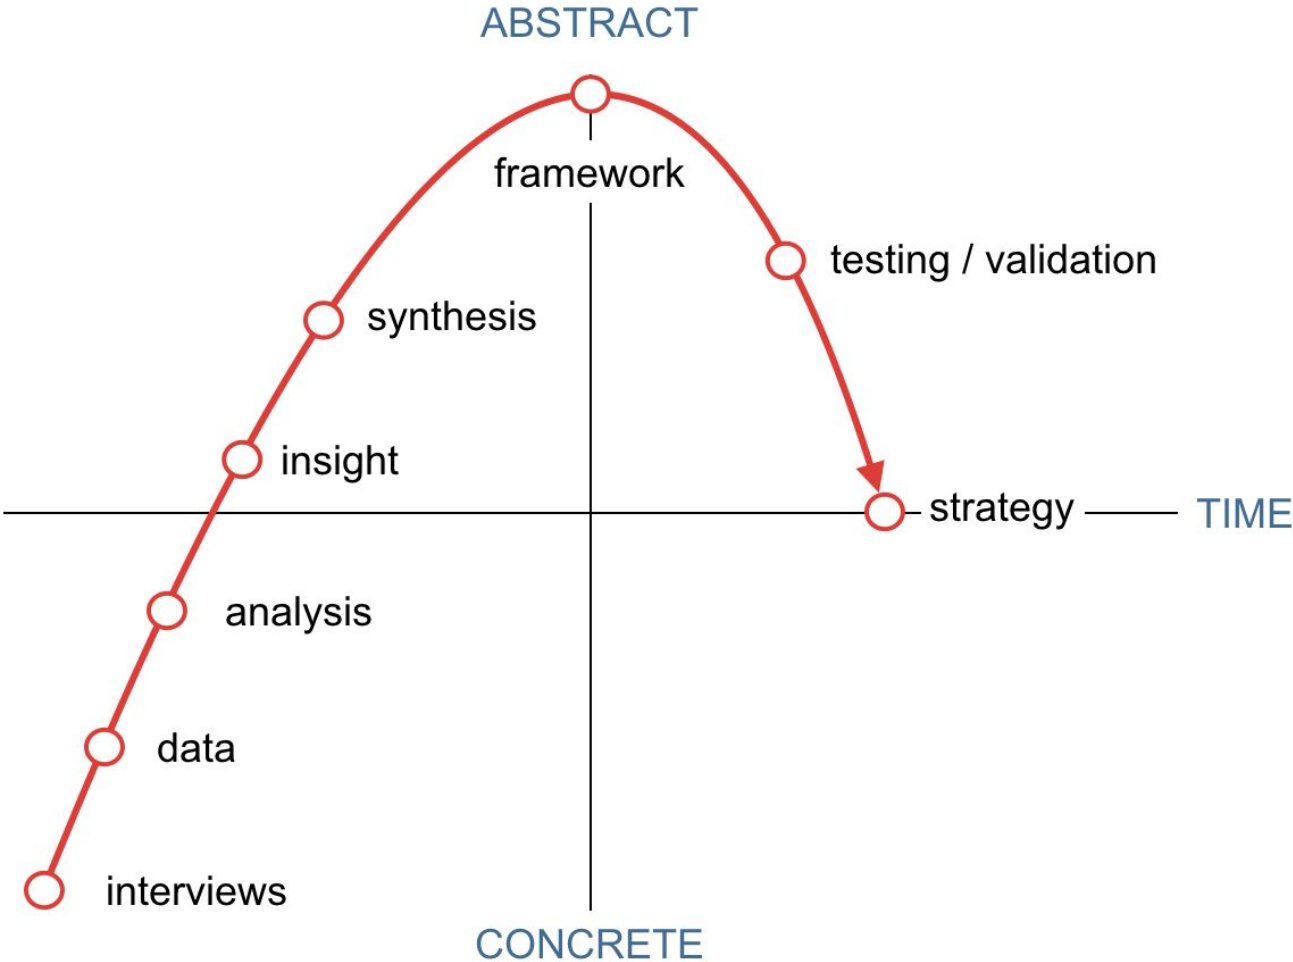 ABSTRACT
framework
testing / validation
synthesis
insight
strategy
TIME
analysis
data
interviews
CONCRETE